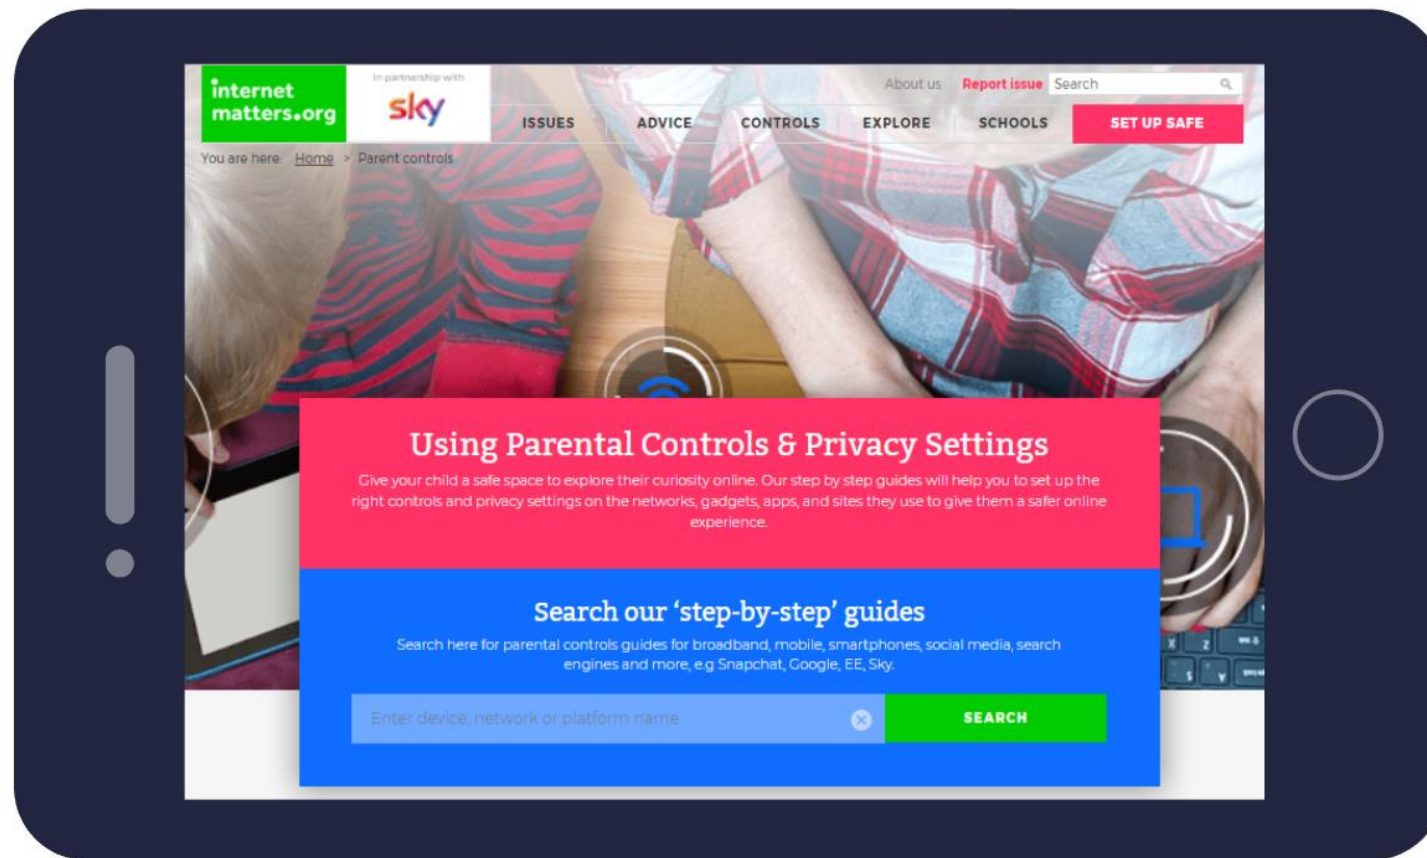 internet
matters.org
In partnership with
sky
About us Report issue Search
ISSUES ADVICE CONTROLS EXPLORE SCHOOLS SET UP SAFE
You are here: Home > Parent controls
Using Parental Controls & Privacy Settings
Give your child a safe space to explore their curiosity online. Our step by step guides will help you to set up the
right controls and privacy settings on the networks, gadgets, apps, and sites they use to give them a safer online
experience.
Search our ‘step-by-step’ guides
Search here for parental controls guides for broadband, mobile, smartphones, social media, search
engines and more, e.g Snapchat, Google, EE, Sky.
Enter device, network or platform name
SEARCH